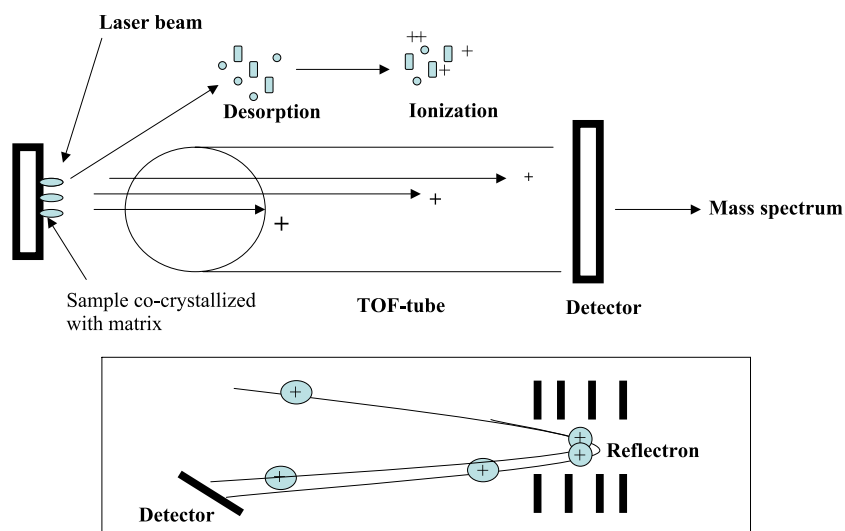 Laser beam
++
+
+
Desorption
Ionization
+
+
+
Mass spectrum
Sample co-crystallized
with matrix
TOF-tube
Detector
+
+
+
+
+
Reflectron
Detector